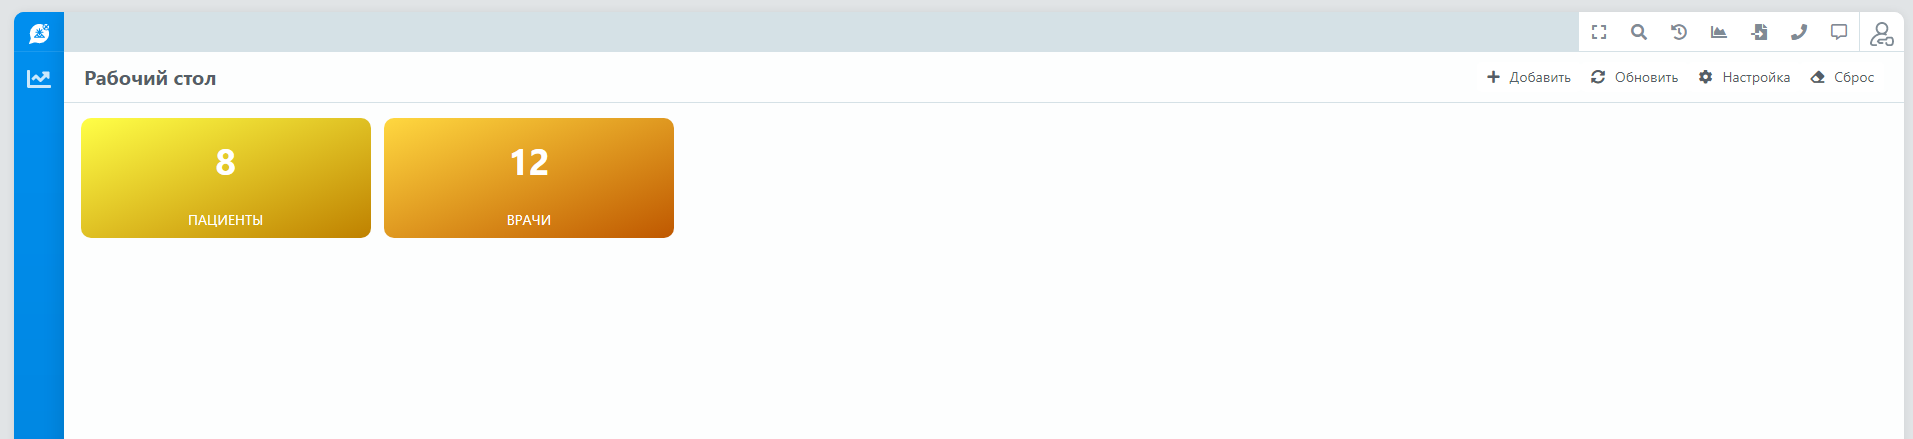 Рабочий стол
Добавить Обновить Настройка Сброс
8 12
ПАЦИЕНТЫ ВРАЧИ